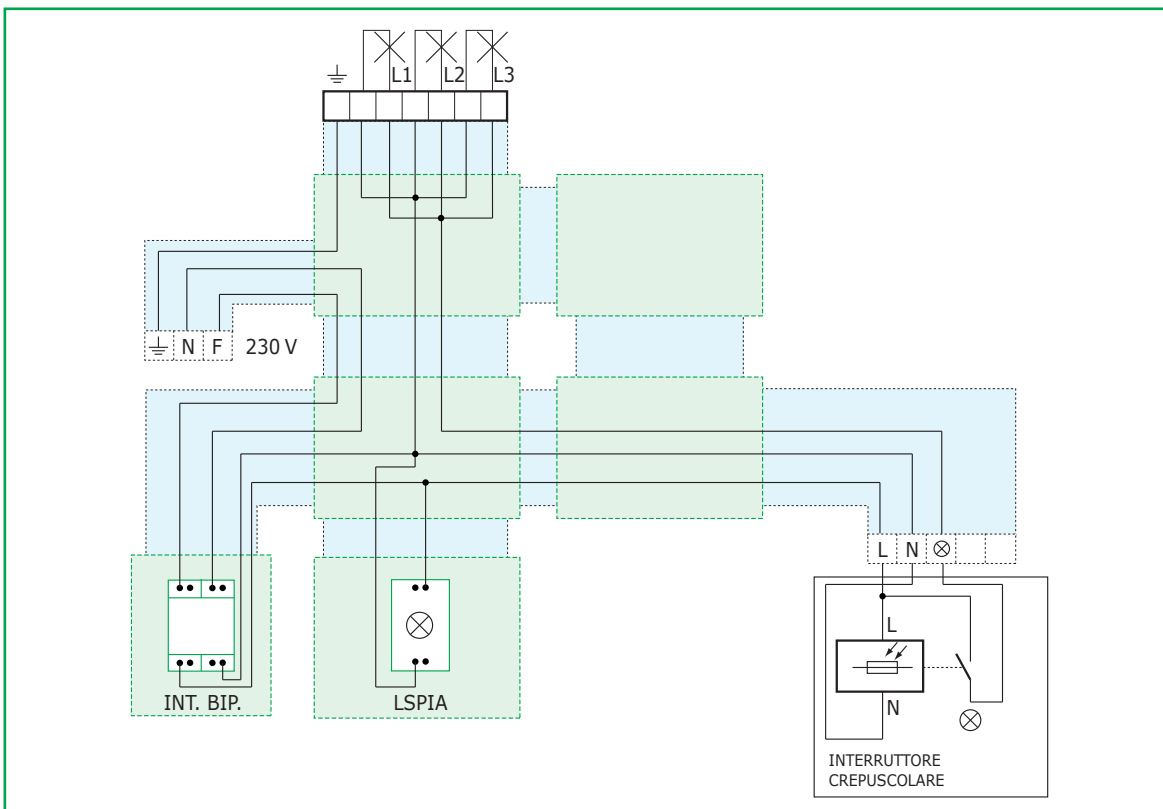 L1 L2 L3
N F 230 V
L N
L
N
INT. BIP.
LSPIA
INTERRUTTORE
CREPUSCOLARE